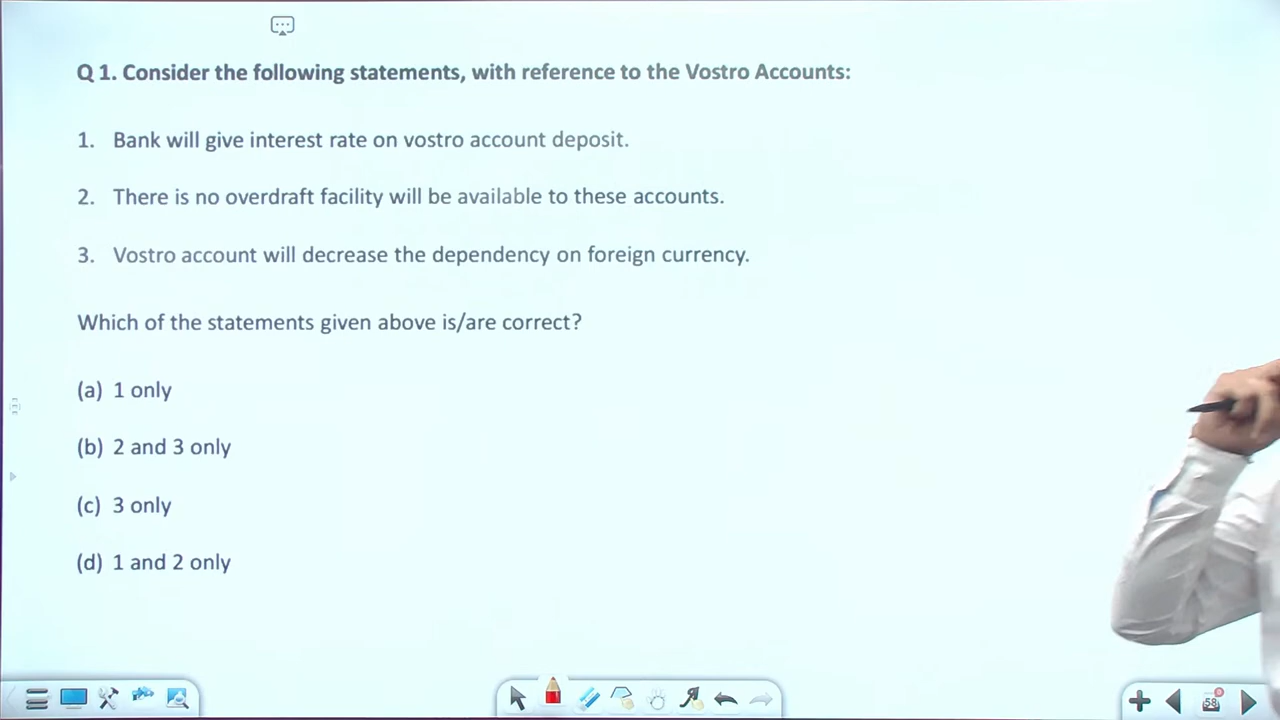 Q 1. Consider the following statements, with reference to the Vostro Accounts:
1. Bank will give interest rate on vostro account deposit.
2. There is no overdraft facility will be available to these accounts.
3. Vostro account will decrease the dependency on foreign currency.
Which of the statements given above is/are correct?
(a) 1 only
(b) 2 and 3 only
(c) 3 only
(d) 1 and 2 only
58